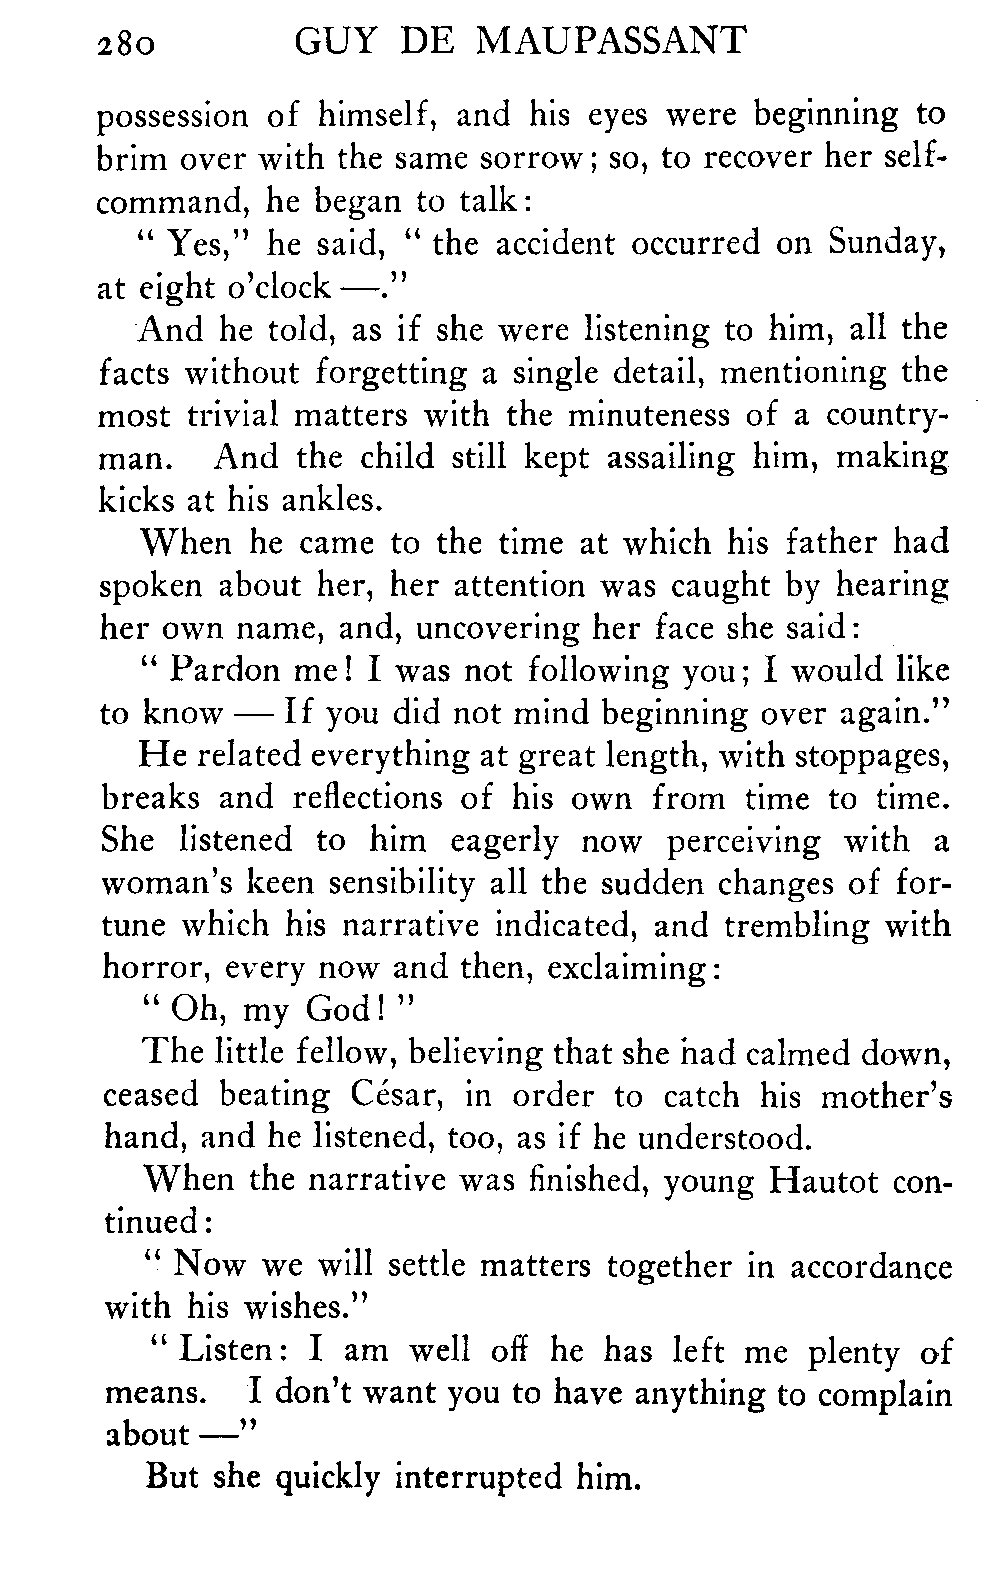 280 GUY DE MAUPASSANT
possession of himself, and his eyes were beginning to
brim over with the same sorrow; so, to recover her self-
command, he began to talk:
“ Yes,” he said, “ the accident occurred on Sunday,
at eight o’clock —.”
And he told, as if she were listening to him, all the
facts without forgetting a single detail, mentioning the
most trivial matters with the minuteness of a country-
man. And the child still kept assailing him, making
kicks at his ankles.
When he came to the time at which his father had
spoken about her, her attention was caught by hearing
her own name, and, uncovering her face she said:
“ Pardon me! I was not following you; I would like
to know — If you did not mind beginning over again.”
He related everything at great length, with stoppages,
breaks and reflections of his own from time to time.
She listened to him eagerly now perceiving with a
woman’s keen sensibility all the sudden changes of for-
tune which his narrative indicated, and trembling with
horror, every now and then, exclaiming:
“ Oh, my God! ”
The little fellow, believing that she had calmed down,
ceased beating César, in order to catch his mother’s
hand, and he listened, too, as if he understood.
When the narrative was finished, young Hautot con-
tinued:
“ Now we will settle matters together in accordance
with his wishes.”
“ Listen: I am well off he has left me plenty of
means. I don’t want you to have anything to complain
about —”
But she quickly interrupted him.